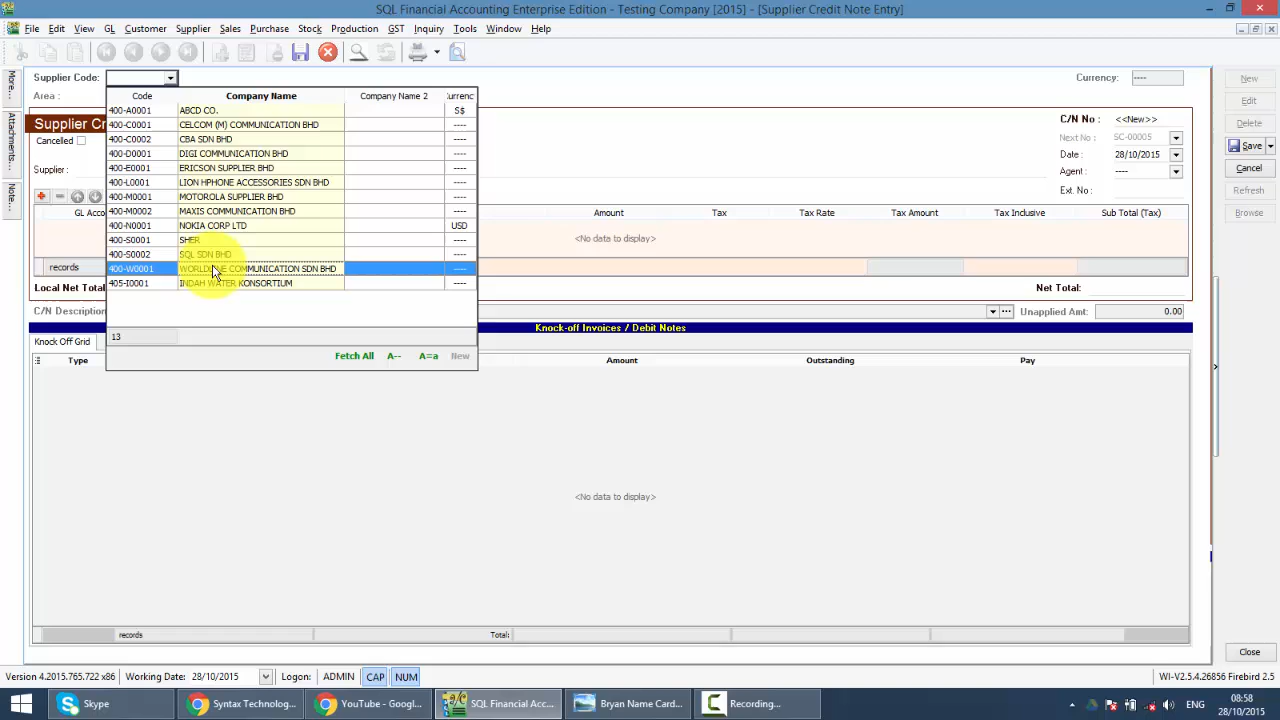 SQL Financial Accounting Enterprise Edition - Testing Company [2015] - [Supplier Credit Note Entry]
File Edit View GL Customer Supplier Sales Purchase Stock Production GST Inquiry Tools Window Help
More...
Attachments...
Note...
Supplier Code:
Currency: ----
Area :
Supplier Cr
Cancelled
Supplier :
C/N No : <<New>>
Next No : SC-00005
Date : 28/10/2015
Agent : ----
Ext. No :
New
Edit
Delete
Save
Cancel
Refresh
Browse
Code Company Name Company Name 2
400-A0001 ABCD CO. S$
400-C0001 CELCOM (M) COMMUNICATION BHD ----
400-C0002 CBA SDN BHD ----
400-D0001 DIGI COMMUNICATION BHD ----
400-E0001 ERICSON SUPPLIER BHD ----
400-L0001 LION HPHONE ACCESSORIES SDN BHD ----
400-M0001 MOTOROLA SUPPLIER BHD ----
400-M0002 MAXIS COMMUNICATION BHD ----
400-N0001 NOKIA CORP LTD USD
400-S0001 SHER ----
400-S0002 SQL SDN BHD ----
400-W0001 COMMUNICATION SDN BHD ----
405-I0001 INDAH WATER KONSORTIUM ----
13
Fetch All A-- A=a New
GL Acco Amount Tax Tax Rate Tax Amount Tax Inclusive Sub Total (Tax)
<No data to display>
records
Local Net Total Net Total:
C/N Description Unapplied Amt: 0.00
Knock-off Invoices / Debit Notes
Knock Off Grid
Type Amount Outstanding Pay
<No data to display>
records Total:
Close
Version 4.2015.765.722 x86 Working Date: 28/10/2015 Logon: ADMIN CAP NUM WI-V2.5.4.26856 Firebird 2.5
Skype Syntax Technolog... YouTube - Googl... SQL Financial Acc... Bryan Name Card... Recording... ENG 08:58
28/10/2015